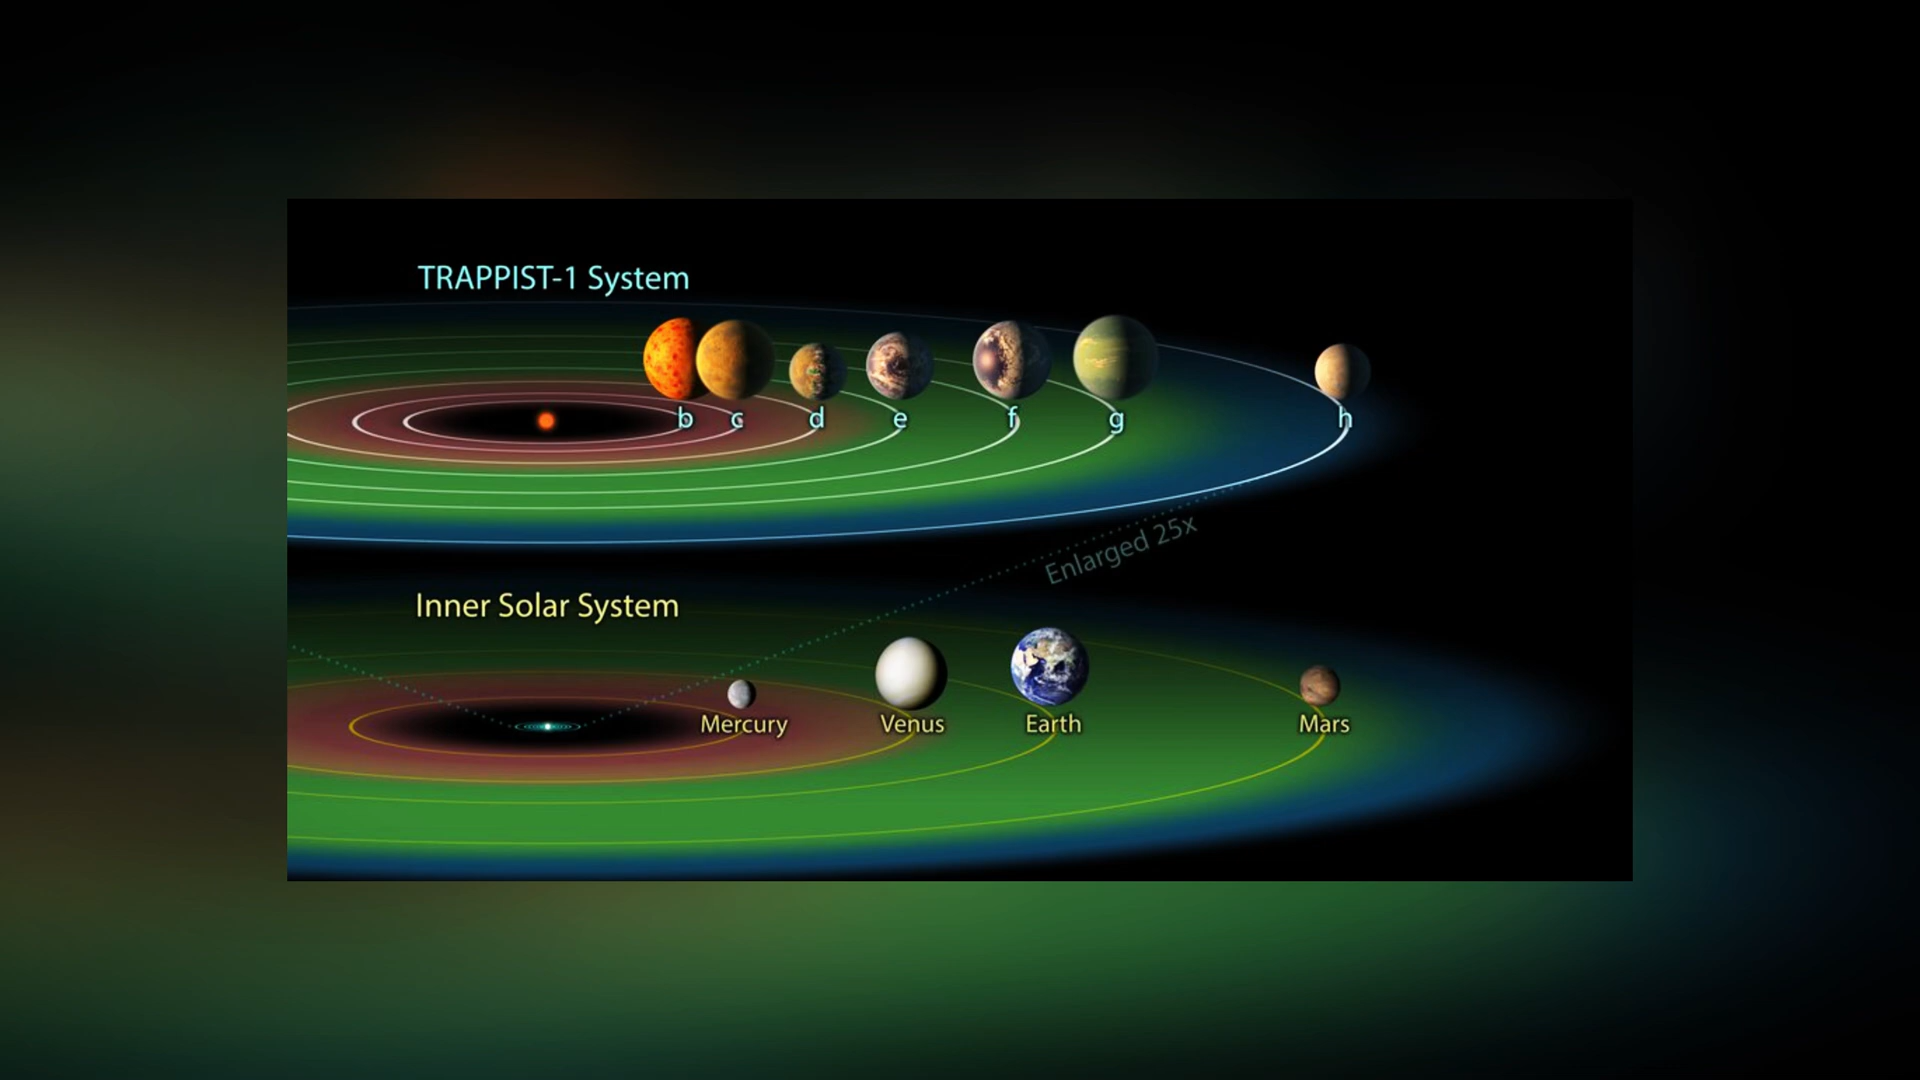 TRAPPIST-1 System
b c d e f g h
Enlarged 25x
Inner Solar System
Mercury Venus Earth Mars